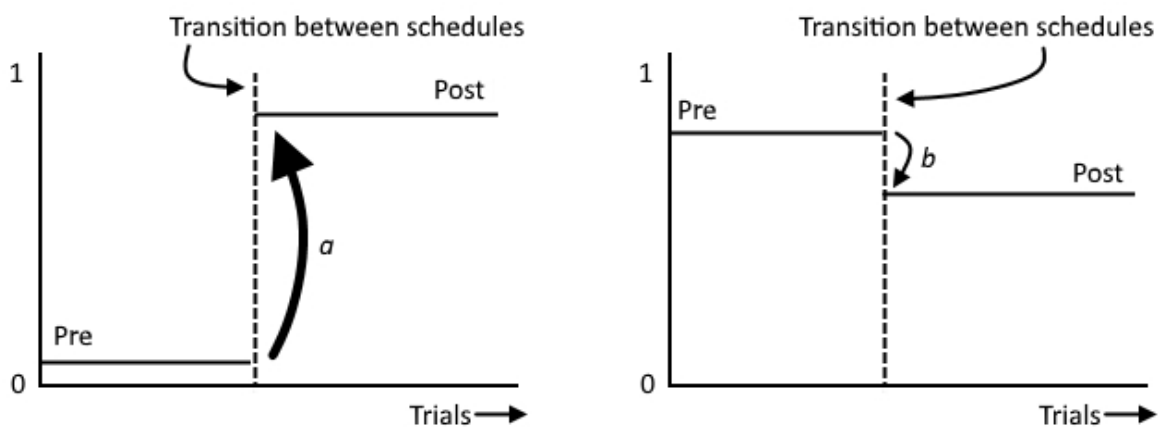 Transition between schedules
1
Post
a
Pre
0
Trials
Transition between schedules
1
Pre
b
Post
0
Trials